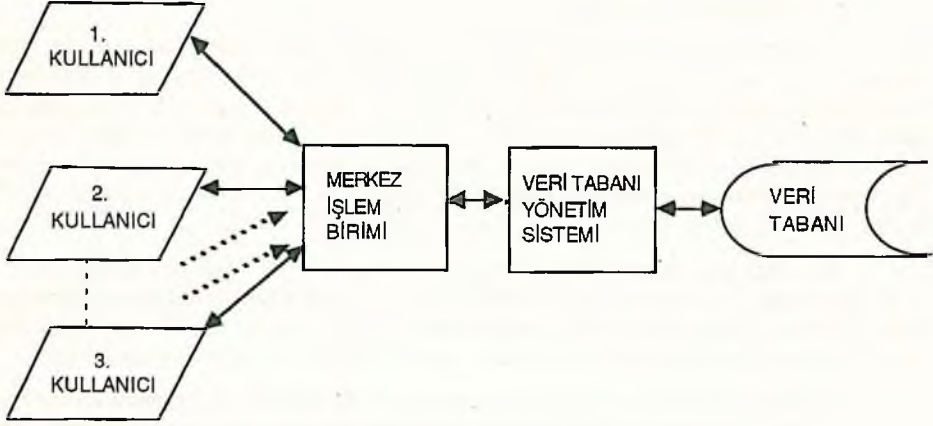 1.
KULLANICI
2.
KULLANICI
3.
KULLANICI
MERKEZ
İŞLEM
BİRİMİ
VERİ TABANI
YÖNETİM
SİSTEMİ
VERİ
TABANI